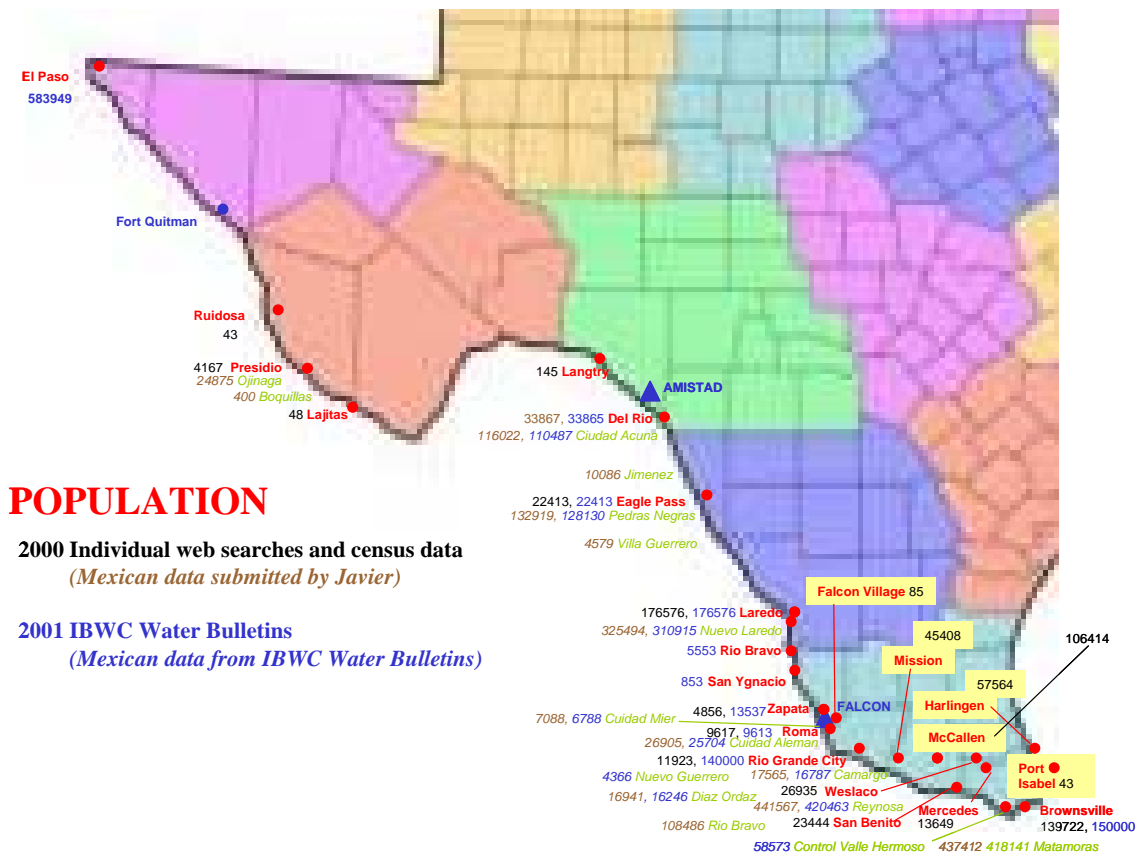 El Paso
583949
Fort Quitman
Ruidosa
43
4167 Presidio
24875 Ojinaga
400 Boquillas
48 Lajitas
145 Langtry
AMISTAD
33867, 33865 Del Rio
116022, 110487 Ciudad Acuna
10086 Jimenez
22413, 22413 Eagle Pass
132919, 128130 Pedras Negras
4579 Villa Guerrero
POPULATION
2000 Individual web searches and census data
(Mexican data submitted by Javier)
2001 IBWC Water Bulletins
(Mexican data from IBWC Water Bulletins)
Falcon Village 85
176576, 176576 Laredo
325494, 310915 Nuevo Laredo
5553 Rio Bravo
853 San Ygnacio
45408
Mission
106414
57564
Harlingen
McCallen
4856, 13537 Zapata
FALCON
7088, 6788 Cuidad Mier
9617, 9613 Roma
26905, 25704 Cuidad Aleman
11923, 140000 Rio Grande City
4366 Nuevo Guerrero
17565, 16787 Camargo
26935 Weslaco
16941, 16246 Diaz Ordaz
441567, 420463 Reynosa
108486 Rio Bravo
23444 San Benito
Mercedes
13649
Port
Isabel 43
Brownsville
139722, 150000
58573 Control Valle Hermoso
437412 418141 Matamoras